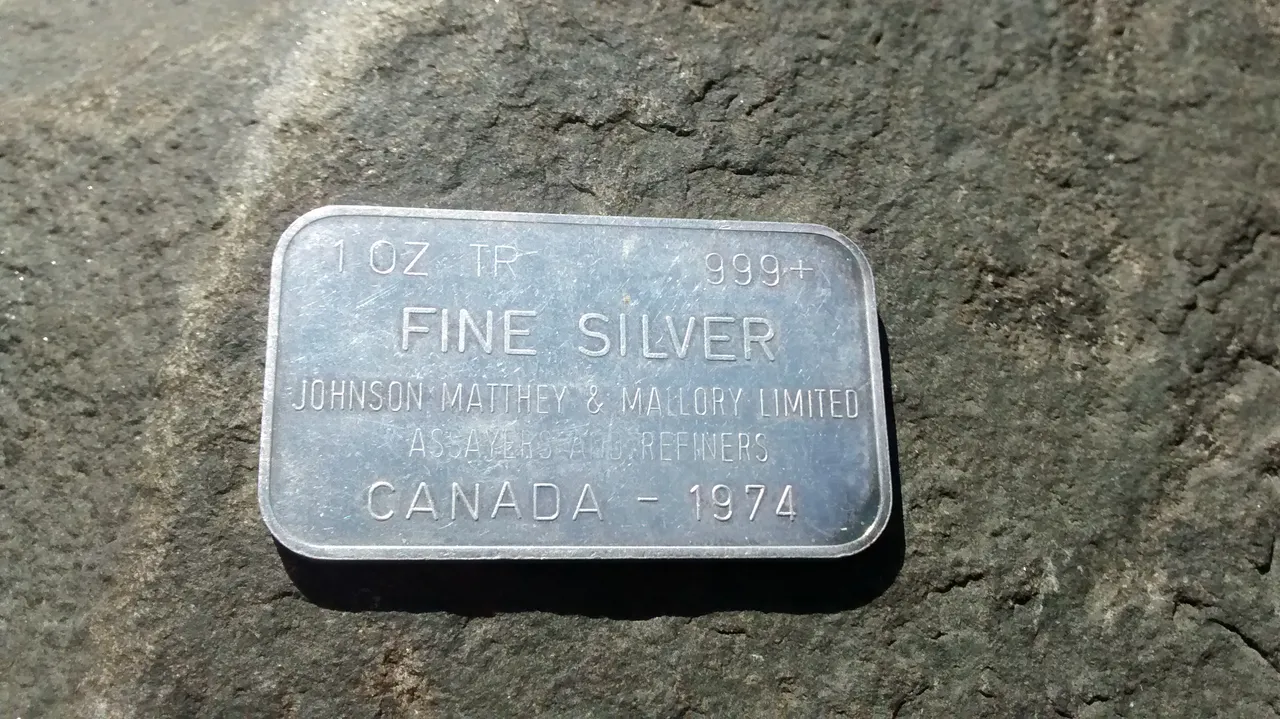 1 OZ TR 999+
FINE SILVER
JOHNSON MATTHEY & MALLORY LIMITED
ASSAYERS AND REFINERS
CANADA - 1974